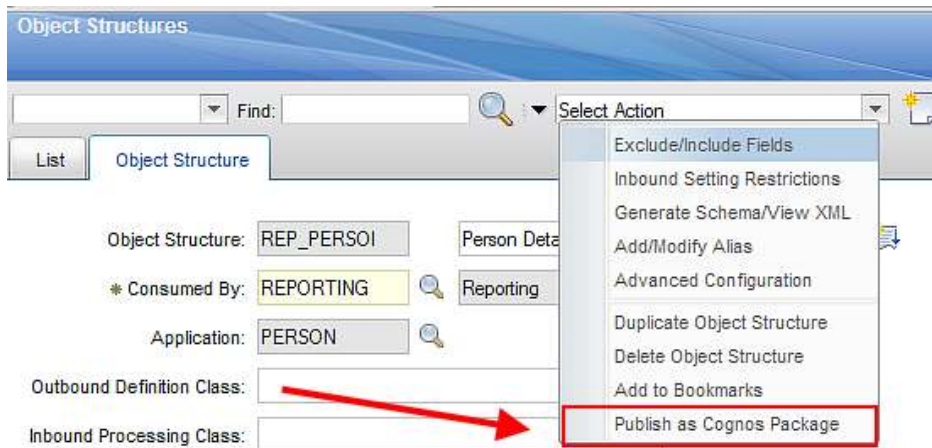 Object Structures
Find:
Select Action
List
Object Structure
Exclude/Include Fields
Inbound Setting Restrictions
Generate Schema/View XML
Add/Modify Alias
Advanced Configuration
Duplicate Object Structure
Delete Object Structure
Add to Bookmarks
Publish as Cognos Package
Object Structure: REP_PERSOI Person Deta
* Consumed By: REPORTING Reporting
Application: PERSON
Outbound Definition Class:
Inbound Processing Class: